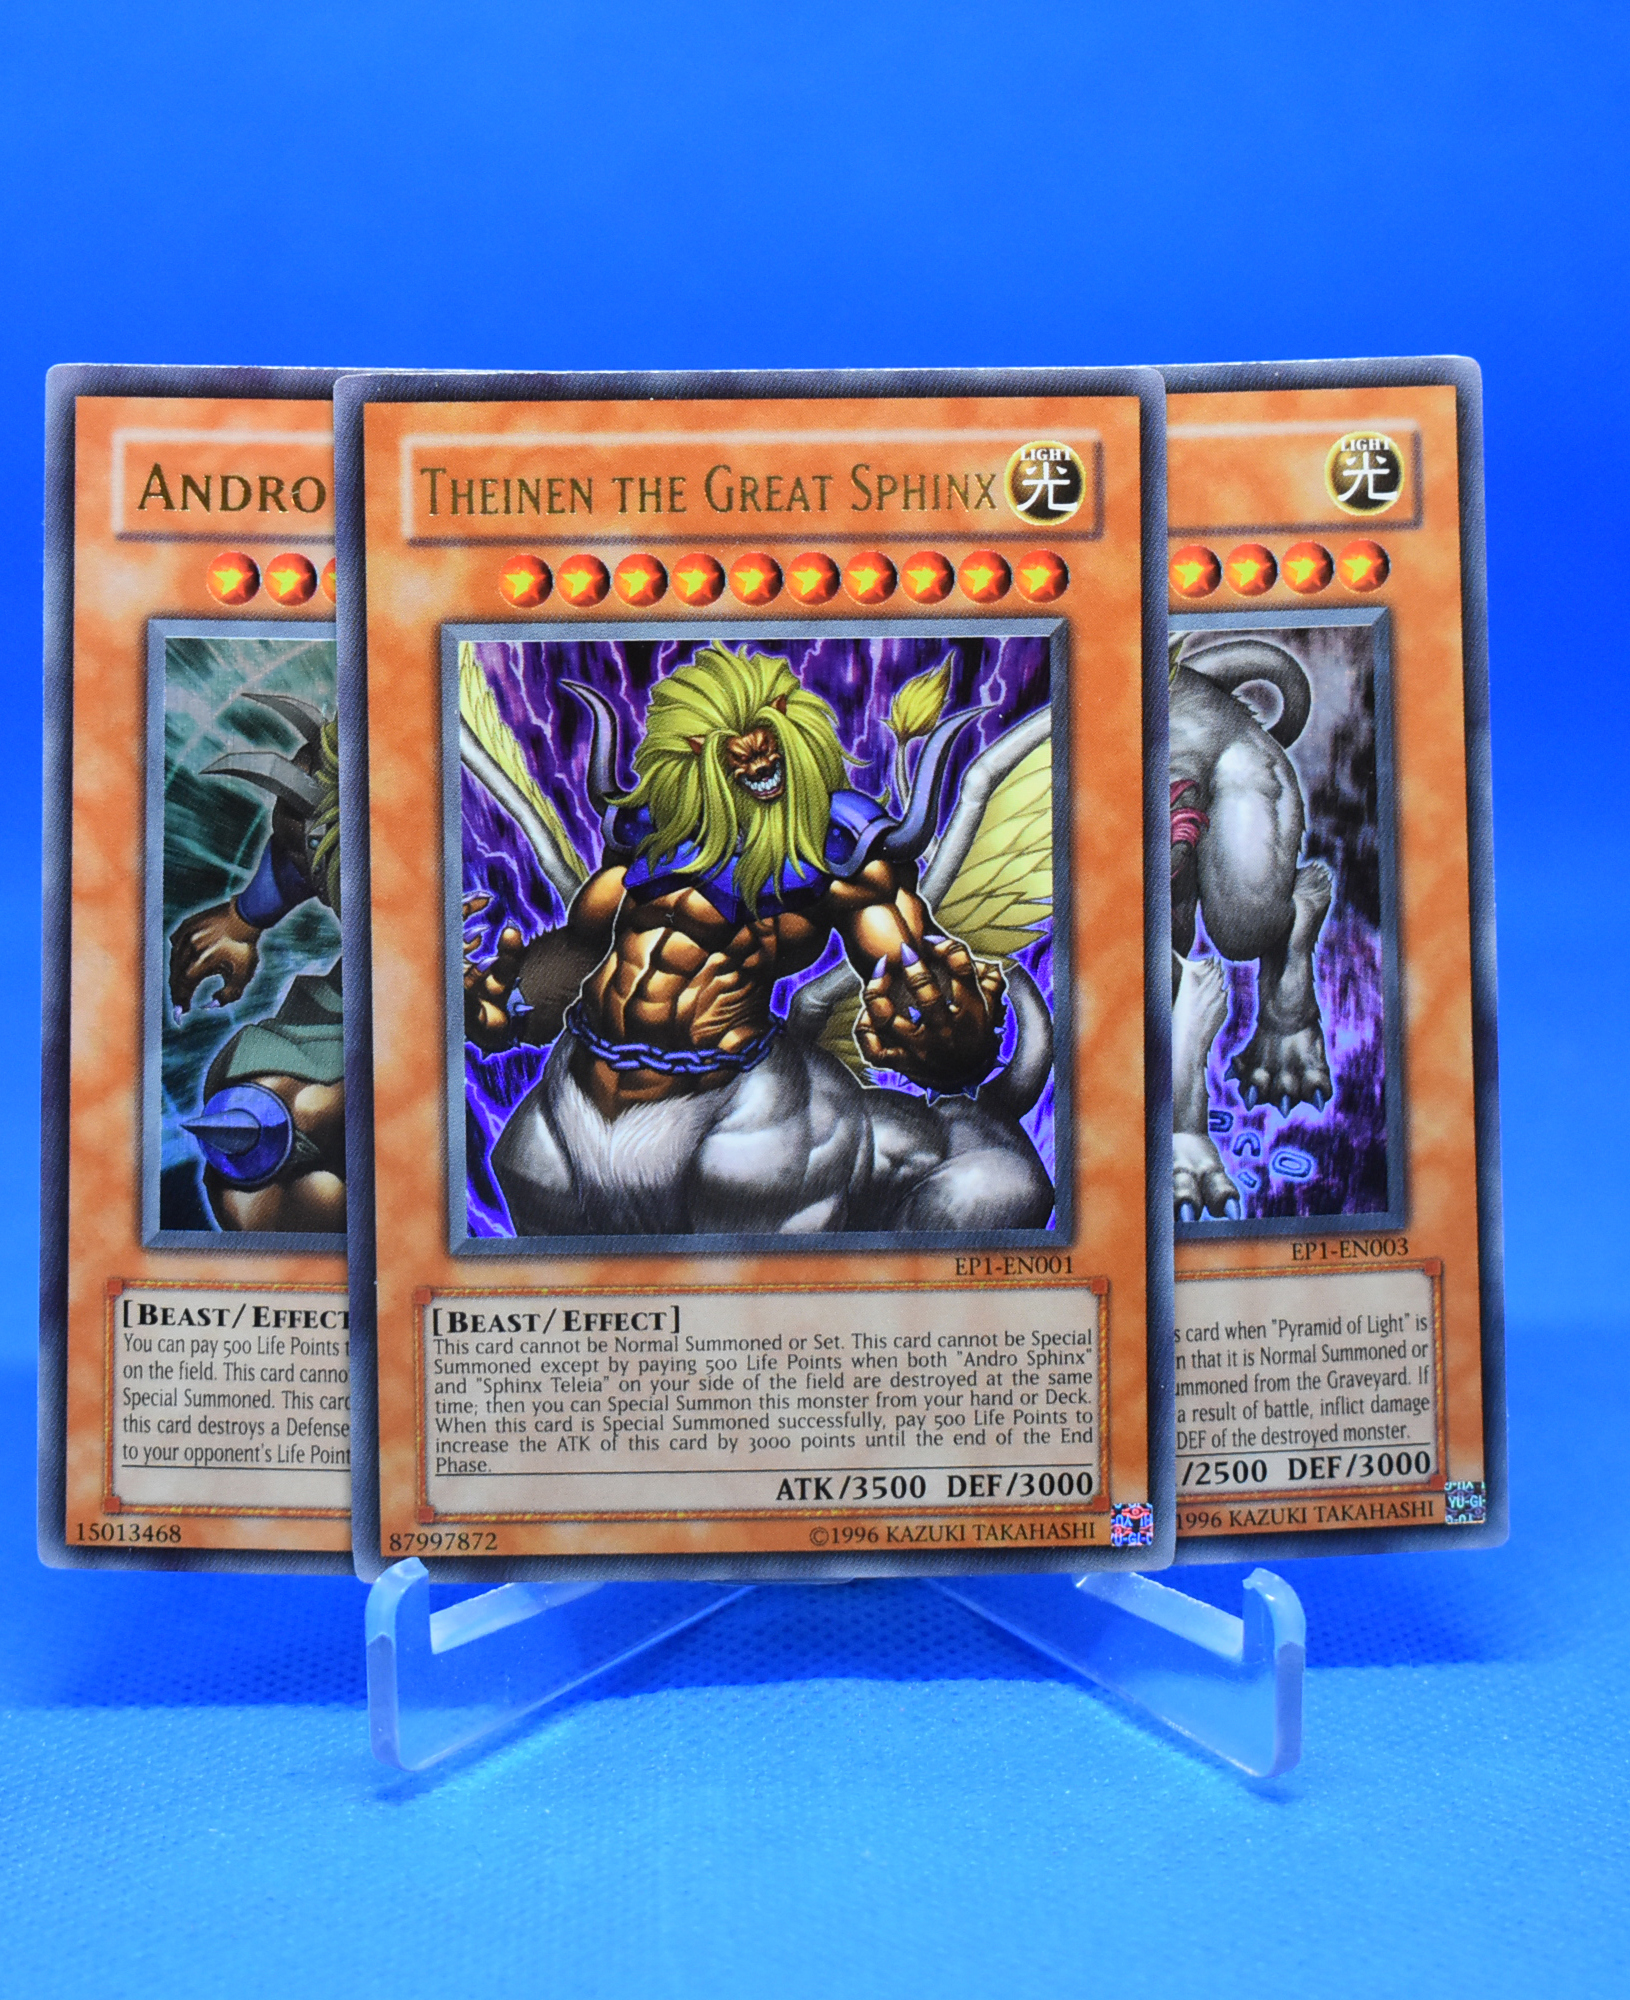 ANDRO
[BEAST/EFFECT
You can pay 500 Life Points
on the field. This card canno
Special Summoned. This card
this card destroys a Defense
to your opponent's Life Point
15013468
THEINEN THE GREAT SPHINX
LIGHT
光
EP1-EN001
[BEAST/EFFECT]
This card cannot be Normal Summoned or Set. This card cannot be Special
Summoned except by paying 500 Life Points when both "Andro Sphinx"
and "Sphinx Teleia" on your side of the field are destroyed at the same
time; then you can Special Summon this monster from your hand or Deck.
When this card is Special Summoned successfully, pay 500 Life Points to
increase the ATK of this card by 3000 points until the end of the End
Phase.
ATK/3500 DEF/3000
87997872
©1996 KAZUKI TAKAHASHI
LIGHT
光
EP1-EN003
s card when "Pyramid of Light" is
n that it is Normal Summoned or
ummoned from the Graveyard. If
a result of battle, inflict damage
DEF of the destroyed monster.
/2500 DEF/3000
1996 KAZUKI TAKAHASHI
YU-GI-